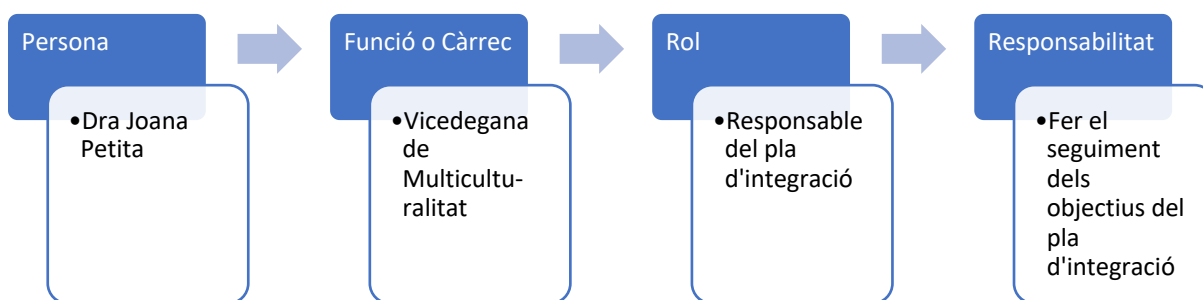 Persona
•Dra Joana
Petita
Funció o Càrrec
•Vicedegana
de
Multicultu-
ralitat
Rol
•Responsable
del pla
d'integració
Responsabilitat
•Fer el
seguiment
dels
objectius del
pla
d'integració